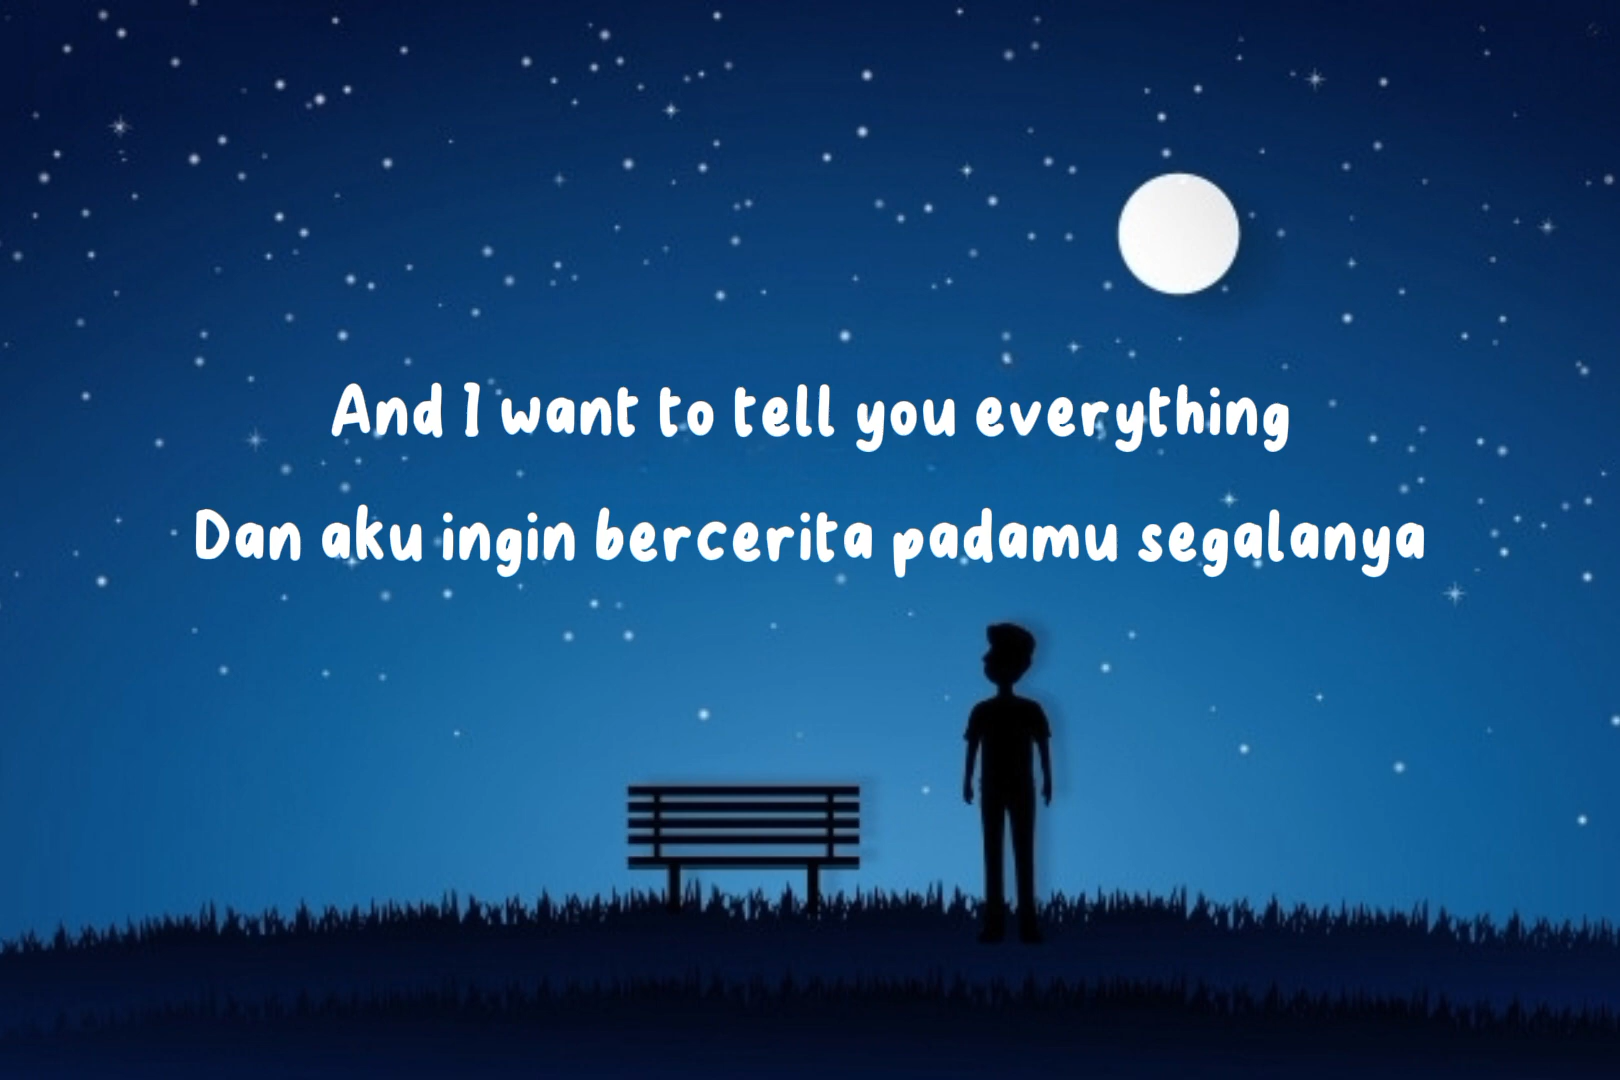 And I want to tell you everything
Dan aku ingin bercerita padamu segalanya